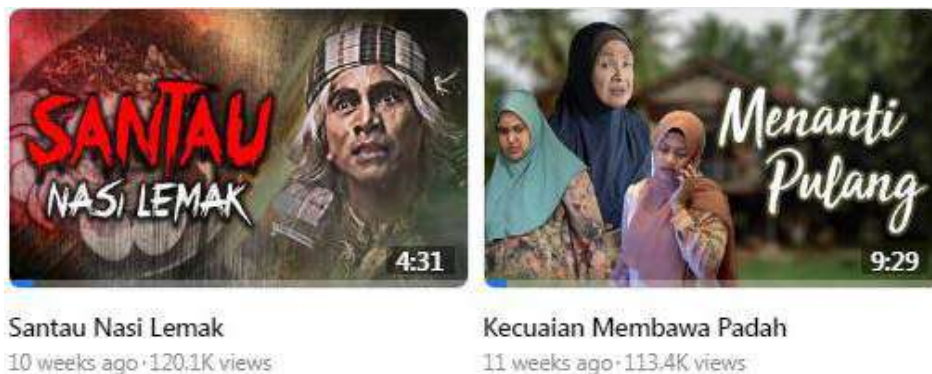 SANTAU
NASI LEMAK
4:31
Santau Nasi Lemak
10 weeks ago·120.1K views
Menanti
Pulang
9:29
Kecuaian Membawa Padah
11 weeks ago·113.4K views